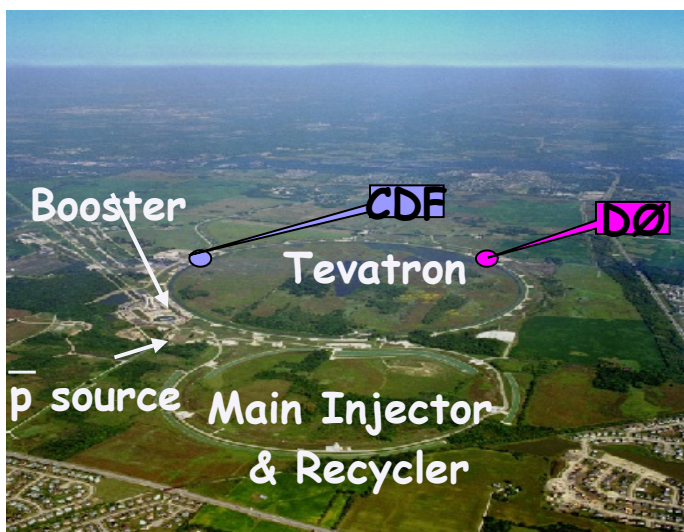 Booster
CDF
DØ
Tevatron
p̅ source
Main Injector
& Recycler